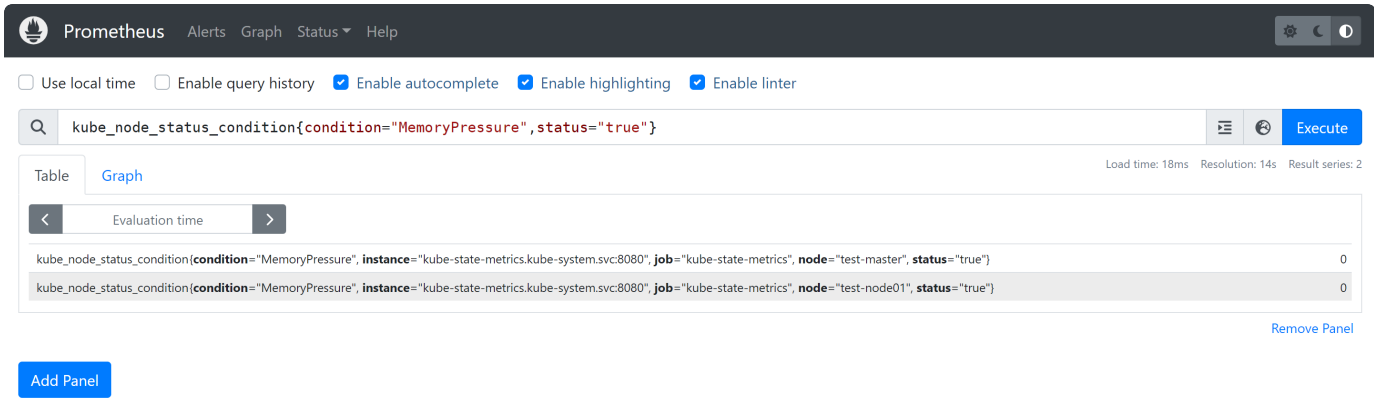 Prometheus Alerts Graph Status Help
Use local time Enable query history Enable autocomplete Enable highlighting Enable linter
kube_node_status_condition{condition="MemoryPressure",status="true"} Execute
Table Graph Load time: 18ms Resolution: 14s Result series: 2
Evaluation time
kube_node_status_condition{condition="MemoryPressure", instance="kube-state-metrics.kube-system.svc:8080", job="kube-state-metrics", node="test-master", status="true"} 0
kube_node_status_condition{condition="MemoryPressure", instance="kube-state-metrics.kube-system.svc:8080", job="kube-state-metrics", node="test-node01", status="true"} 0
Remove Panel
Add Panel